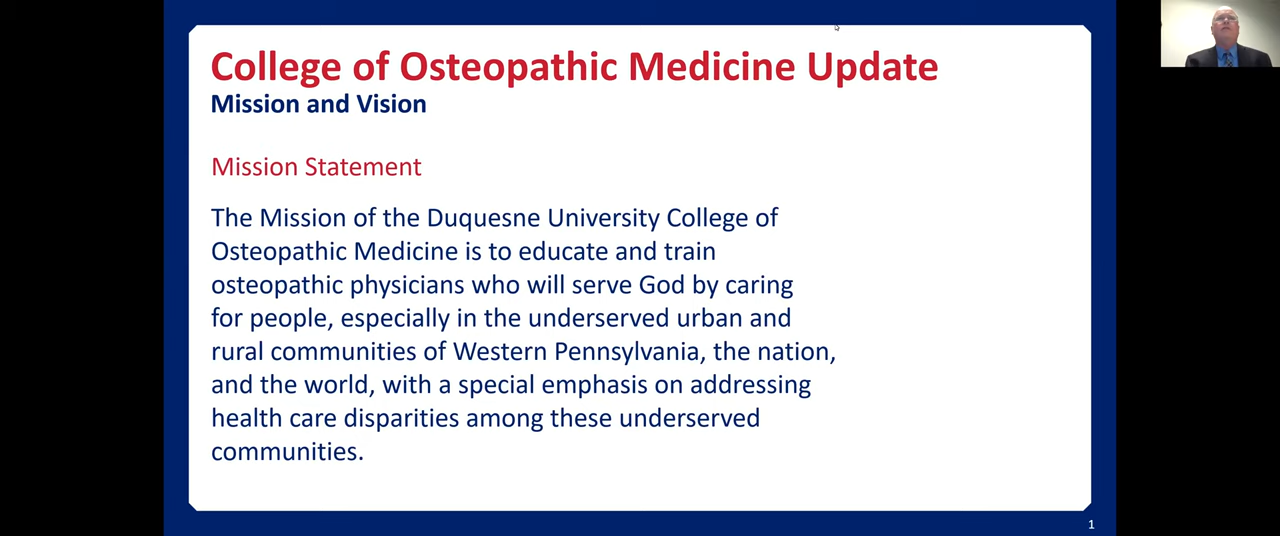 College of Osteopathic Medicine Update
Mission and Vision
Mission Statement
The Mission of the Duquesne University College of
Osteopathic Medicine is to educate and train
osteopathic physicians who will serve God by caring
for people, especially in the underserved urban and
rural communities of Western Pennsylvania, the nation,
and the world, with a special emphasis on addressing
health care disparities among these underserved
communities.
1